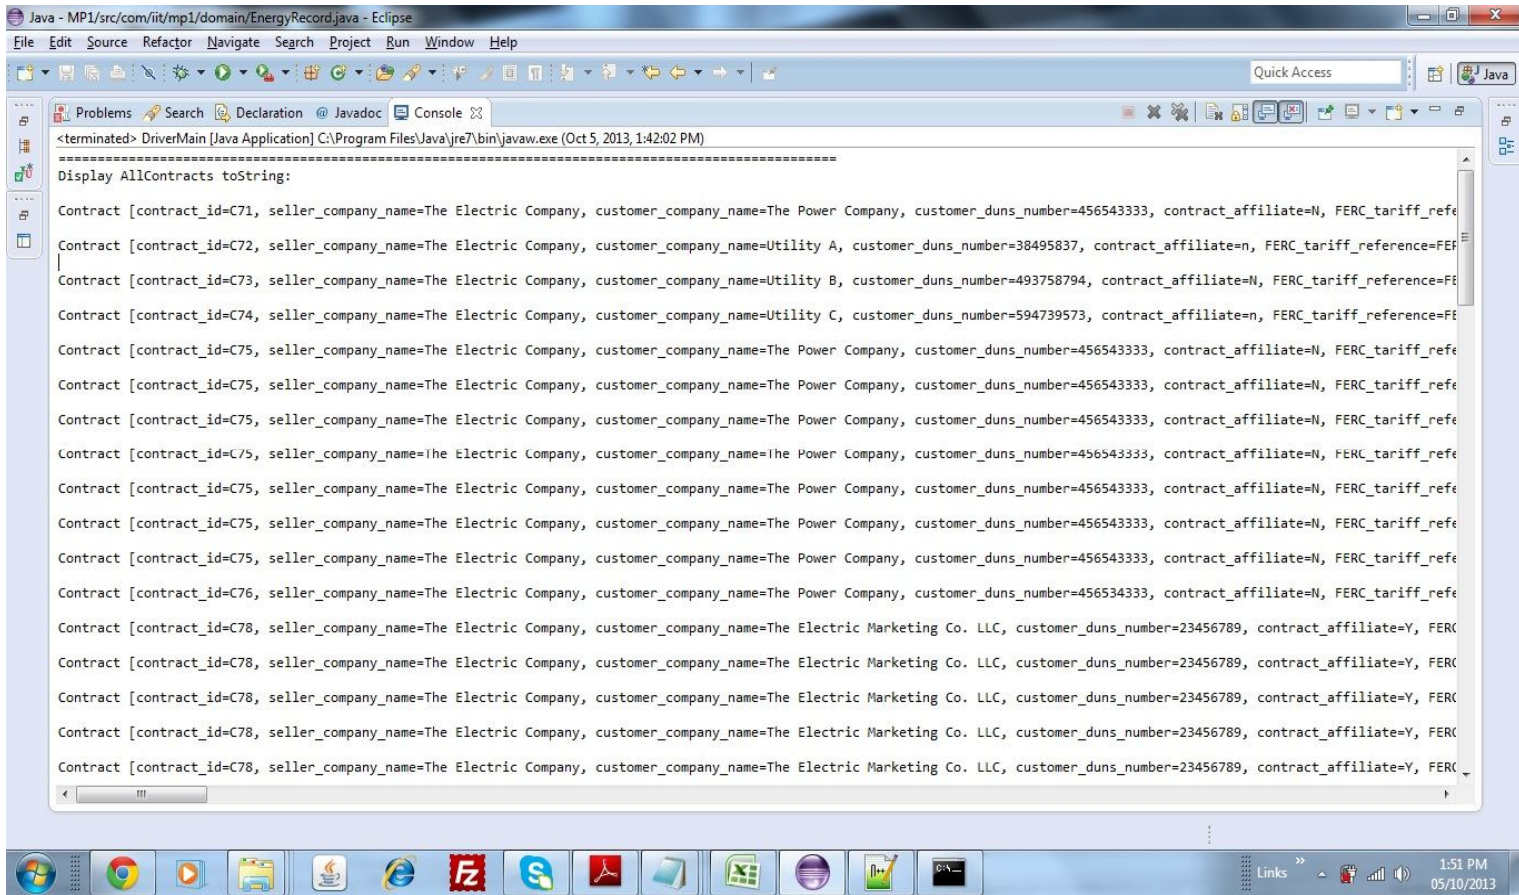 Java - MP1/src/com/iit/mp1/domain/EnergyRecord.java - Eclipse
File Edit Source Refactor Navigate Search Project Run Window Help
Quick Access
Java
Problems Search Declaration @ Javadoc Console
<terminated> DriverMain [Java Application] C:\Program Files\Java\jre7\bin\javaw.exe (Oct 5, 2013, 1:42:02 PM)
====================================================================================================
Display AllContracts toString:
Contract [contract_id=C71, seller_company_name=The Electric Company, customer_company_name=The Power Company, customer_duns_number=456543333, contract_affiliate=N, FERC_tariff_refe
Contract [contract_id=C72, seller_company_name=The Electric Company, customer_company_name=Utility A, customer_duns_number=38495837, contract_affiliate=n, FERC_tariff_reference=FER
Contract [contract_id=C73, seller_company_name=The Electric Company, customer_company_name=Utility B, customer_duns_number=493758794, contract_affiliate=N, FERC_tariff_reference=FE
Contract [contract_id=C74, seller_company_name=The Electric Company, customer_company_name=Utility C, customer_duns_number=594739573, contract_affiliate=n, FERC_tariff_reference=FE
Contract [contract_id=C75, seller_company_name=The Electric Company, customer_company_name=The Power Company, customer_duns_number=456543333, contract_affiliate=N, FERC_tariff_refe
Contract [contract_id=C75, seller_company_name=The Electric Company, customer_company_name=The Power Company, customer_duns_number=456543333, contract_affiliate=N, FERC_tariff_refe
Contract [contract_id=C75, seller_company_name=The Electric Company, customer_company_name=The Power Company, customer_duns_number=456543333, contract_affiliate=N, FERC_tariff_refe
Contract [contract_id=C75, seller_company_name=The Electric Company, customer_company_name=The Power Company, customer_duns_number=456543333, contract_affiliate=N, FERC_tariff_refe
Contract [contract_id=C75, seller_company_name=The Electric Company, customer_company_name=The Power Company, customer_duns_number=456543333, contract_affiliate=N, FERC_tariff_refe
Contract [contract_id=C75, seller_company_name=The Electric Company, customer_company_name=The Power Company, customer_duns_number=456543333, contract_affiliate=N, FERC_tariff_refe
Contract [contract_id=C75, seller_company_name=The Electric Company, customer_company_name=The Power Company, customer_duns_number=456543333, contract_affiliate=N, FERC_tariff_refe
Contract [contract_id=C76, seller_company_name=The Electric Company, customer_company_name=The Power Company, customer_duns_number=456534333, contract_affiliate=N, FERC_tariff_refe
Contract [contract_id=C78, seller_company_name=The Electric Company, customer_company_name=The Electric Marketing Co. LLC, customer_duns_number=23456789, contract_affiliate=Y, FERC
Contract [contract_id=C78, seller_company_name=The Electric Company, customer_company_name=The Electric Marketing Co. LLC, customer_duns_number=23456789, contract_affiliate=Y, FERC
Contract [contract_id=C78, seller_company_name=The Electric Company, customer_company_name=The Electric Marketing Co. LLC, customer_duns_number=23456789, contract_affiliate=Y, FERC
Contract [contract_id=C78, seller_company_name=The Electric Company, customer_company_name=The Electric Marketing Co. LLC, customer_duns_number=23456789, contract_affiliate=Y, FERC
Contract [contract_id=C78, seller_company_name=The Electric Company, customer_company_name=The Electric Marketing Co. LLC, customer_duns_number=23456789, contract_affiliate=Y, FERC
Links
1:51 PM
05/10/2013